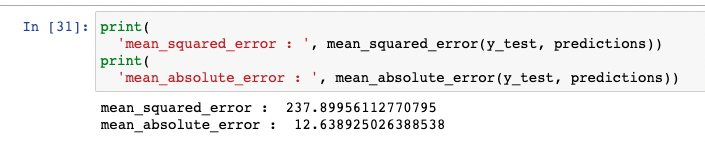 In [31]: print(
'mean_squared_error : ', mean_squared_error(y_test, predictions))
print(
'mean_absolute_error : ', mean_absolute_error(y_test, predictions))
mean_squared_error :  237.89956112770795
mean_absolute_error :  12.638925026388538